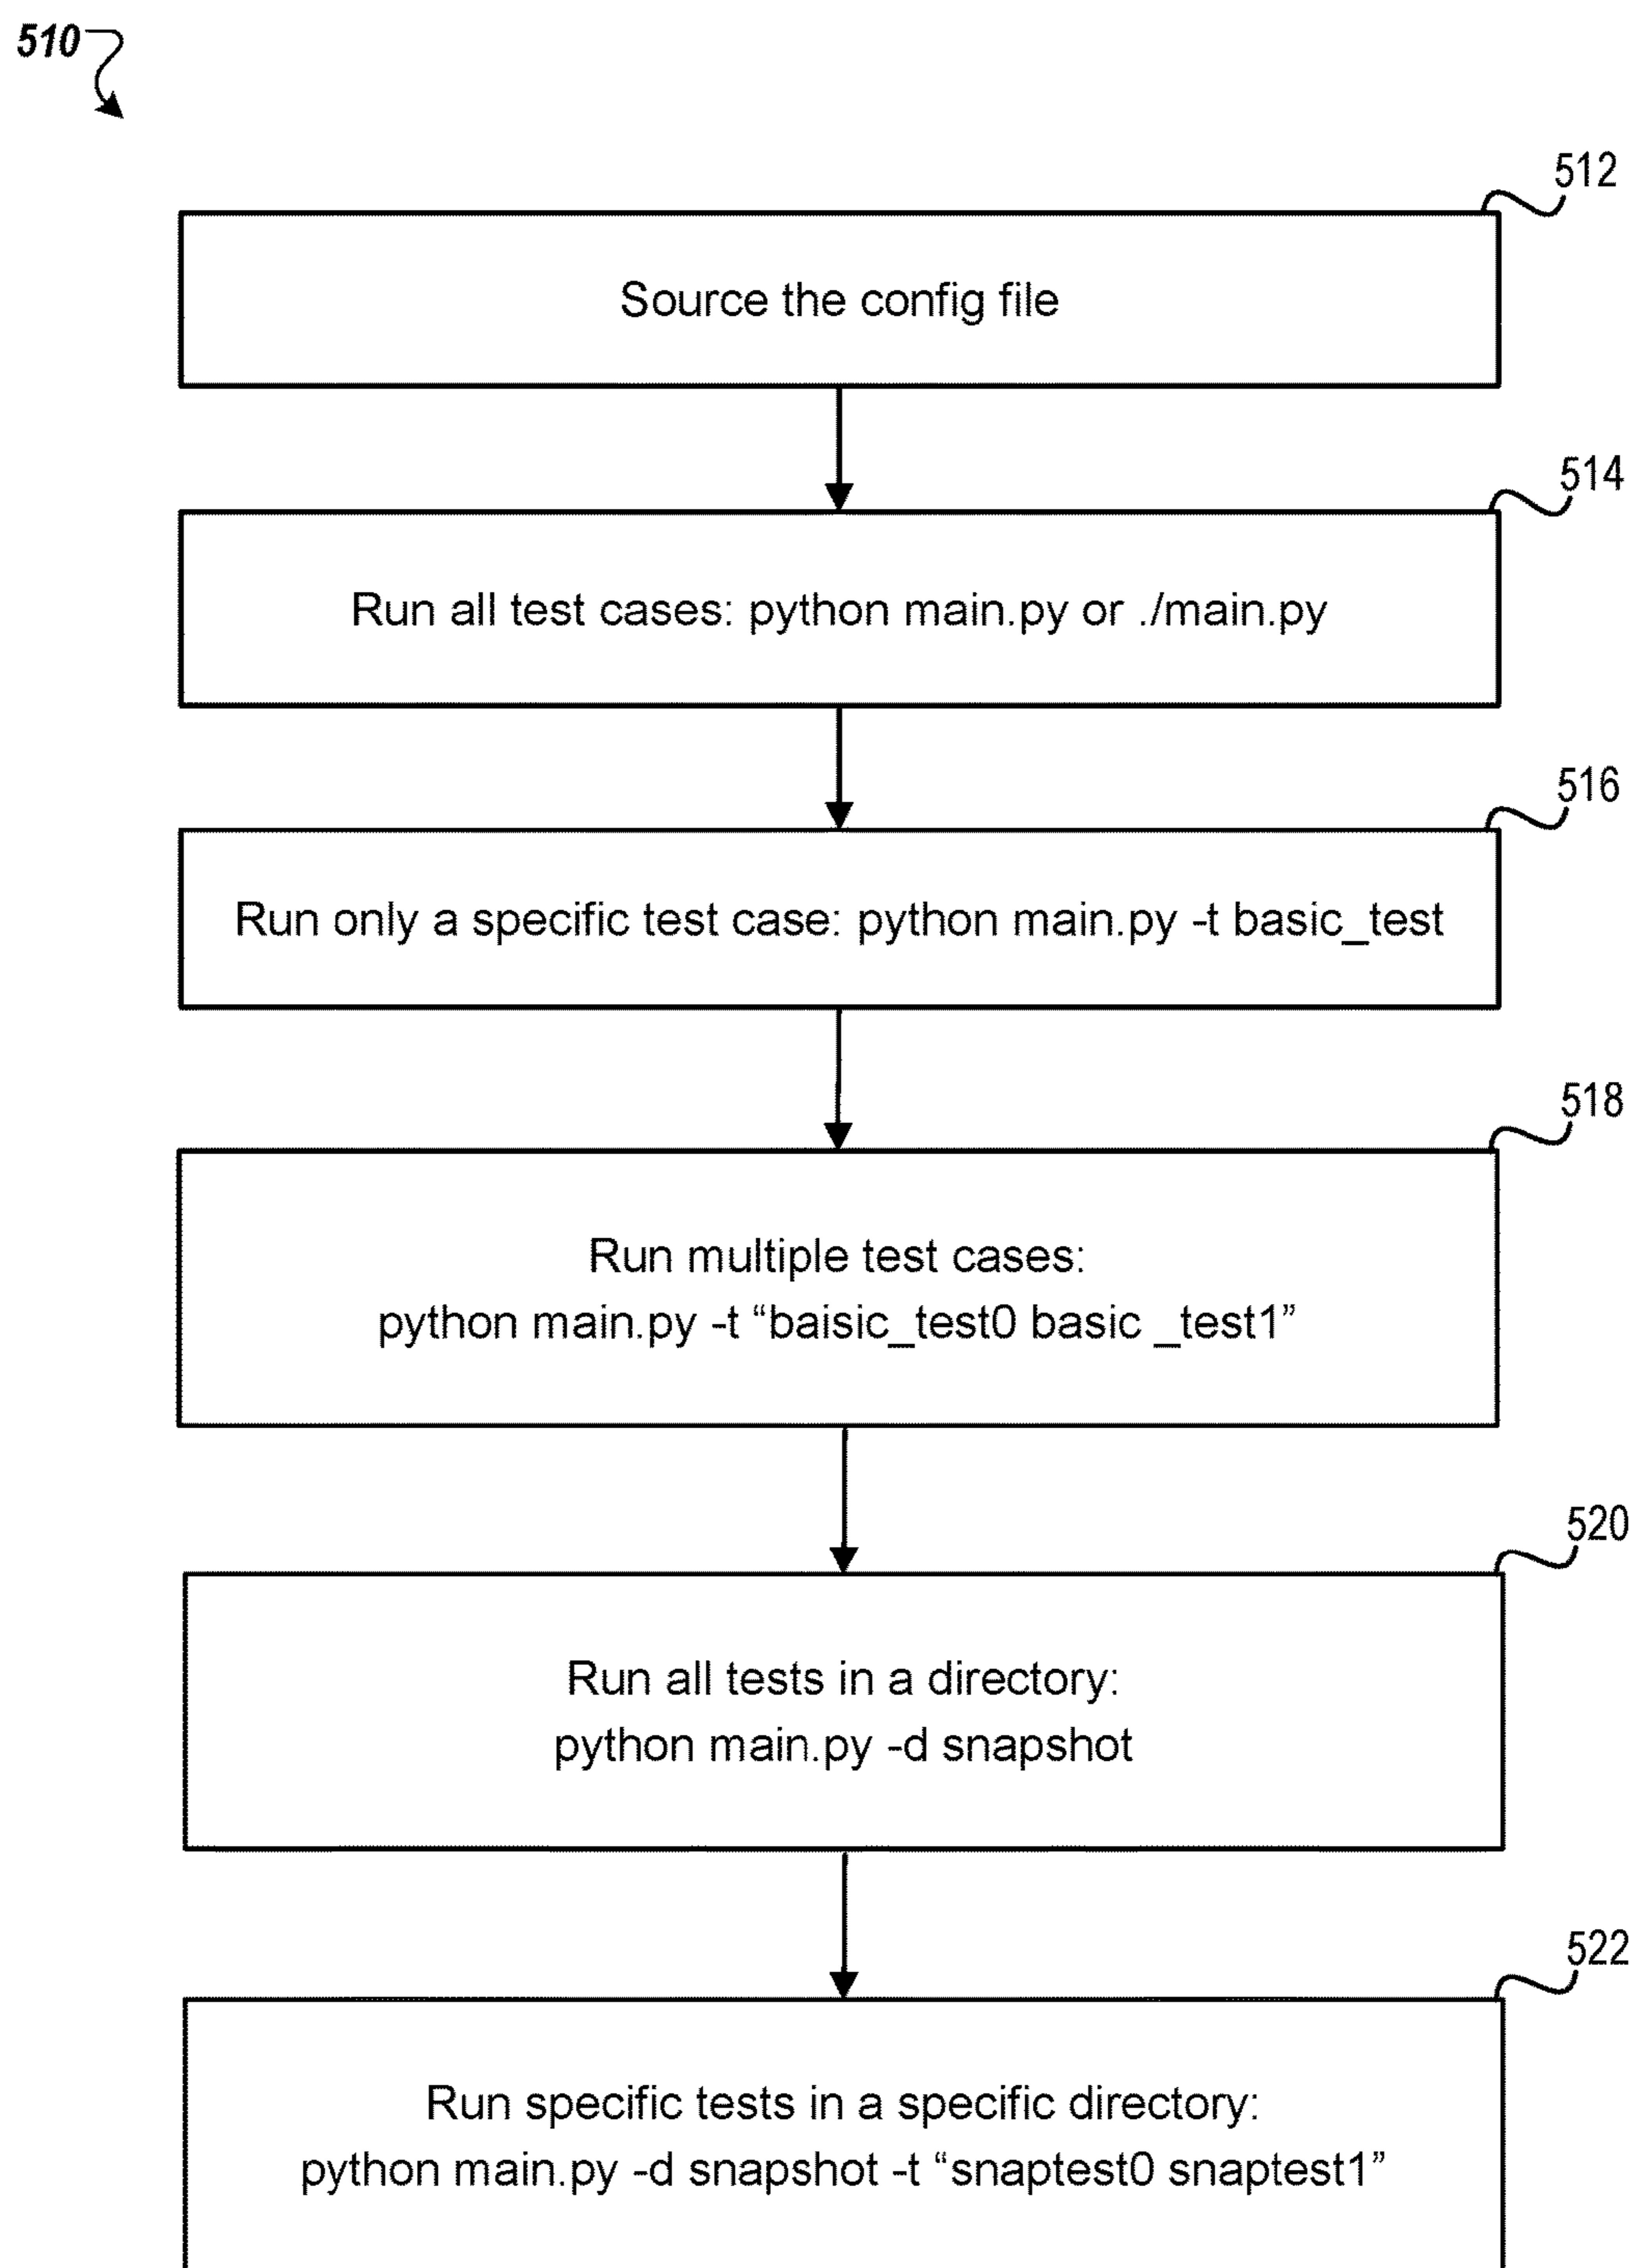 510
512
Source the config file
514
Run all test cases: python main.py or ./main.py
516
Run only a specific test case: python main.py -t basic_test
518
Run multiple test cases:
python main.py -t “baisic_test0 basic _test1”
520
Run all tests in a directory:
python main.py -d snapshot
522
Run specific tests in a specific directory:
python main.py -d snapshot -t “snaptest0 snaptest1”